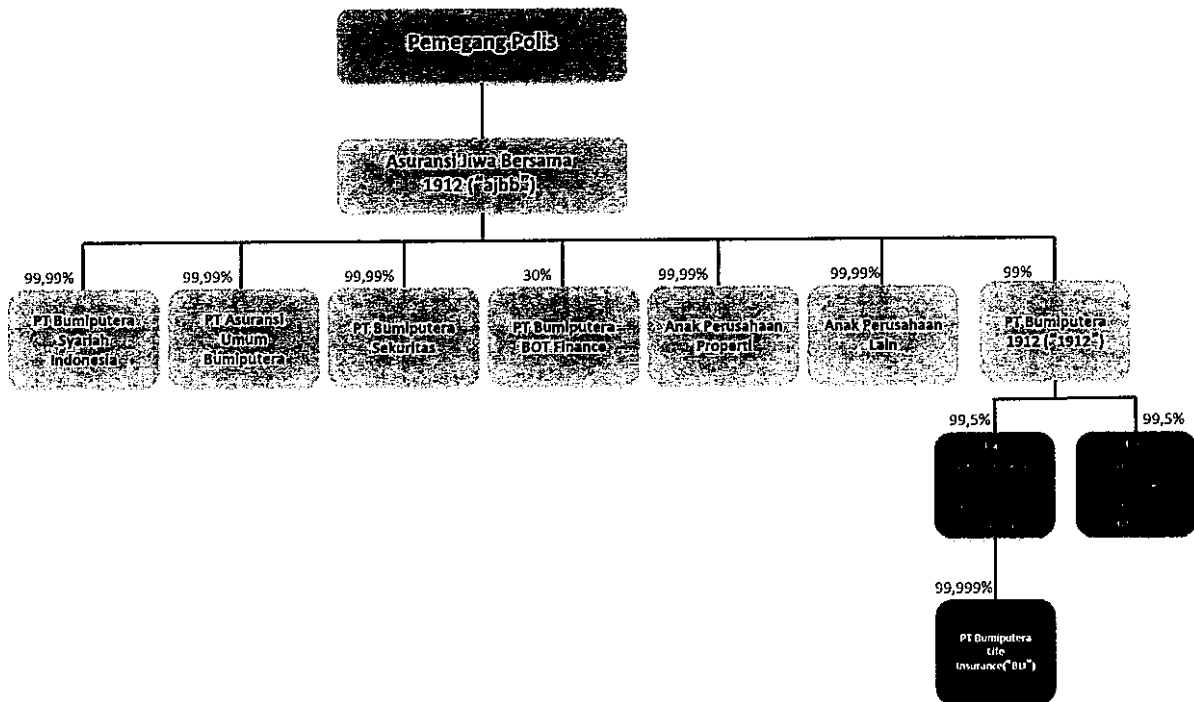 Pemegang Polis
Asuransi Jiwa Bersama
1912 ("ajbb")
99,99%
99,99%
99,99%
30%
99,99%
99,99%
99%
PT Bumiputera
Syariah
Indonesia
PT Asuransi
Umum
Bumiputera
PT Bumiputera
Sekuritas
PT Bumiputera
BOT Finance
Anak Perusahaan
Properti
Anak Perusahaan
Lain
PT Bumiputera
1912 ("1912")
99,5%
99,5%
99,999%
PT Bumiputera
Life
Insurance("BLI")